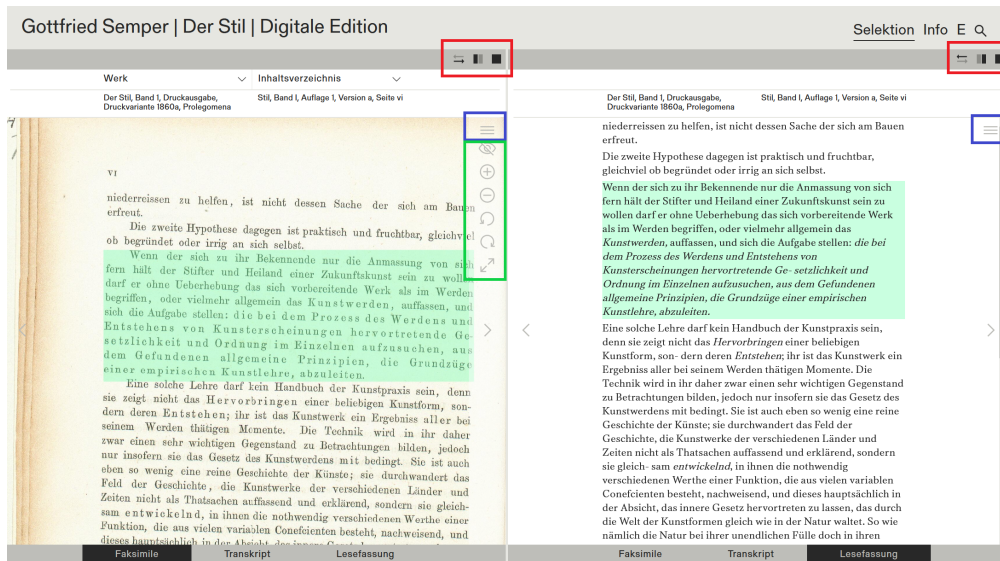 Gottfried Semper | Der Stil | Digitale Edition
Selektion Info E
Werk Inhaltsverzeichnis
Der Stil, Band 1, Druckausgabe,
Druckvariante 1860a, Prolegomena
Stil, Band I, Auflage 1, Version a, Seite vi
VI
niederreissen zu helfen, ist nicht dessen Sache der sich am Bauen
erfreut.
Die zweite Hypothese dagegen ist praktisch und fruchtbar, gleichviel
ob begründet oder irrig an sich selbst.
Wenn der sich zu ihr Bekennende nur die Anmassung von sich
fern hält der Stifter und Heiland einer Zukunftskunst sein zu wollen
darf er ohne Ueberhebung das sich vorbereitende Werk als im Werden
begriffen, oder vielmehr allgemein das Kunstwerden, auffassen, und
sich die Aufgabe stellen: die bei dem Prozess des Werdens und
Entstehens von Kunsterscheinungen hervortretende Ge-
setzlichkeit und Ordnung im Einzelnen aufzusuchen, aus
dem Gefundenen allgemeine Prinzipien, die Grundzüge
einer empirischen Kunstlehre, abzuleiten.
Eine solche Lehre darf kein Handbuch der Kunstpraxis sein, denn
sie zeigt nicht das Hervorbringen einer beliebigen Kunstform, son-
dern deren Entstehen; ihr ist das Kunstwerk ein Ergebniss aller bei
seinem Werden thätigen Momente. Die Technik wird in ihr daher
zwar einen sehr wichtigen Gegenstand zu Betrachtungen bilden, jedoch
nur insofern sie das Gesetz des Kunstwerdens mit bedingt. Sie ist auch
eben so wenig eine reine Geschichte der Künste; sie durchwandert das
Feld der Geschichte, die Kunstwerke der verschiedenen Länder und
Zeiten nicht als Thatsachen auffassend und erklärend, sondern sie gleich-
sam entwickelnd, in ihnen die nothwendig verschiedenen Werthe einer
Funktion, die aus vielen variablen Conefcienten besteht, nachweisend, und
dieses hauptsächlich in der Absicht, das innere Gesetz hervortreten
Faksimile Transkript Lesefassung
Der Stil, Band 1, Druckausgabe,
Druckvariante 1860a, Prolegomena
Stil, Band I, Auflage 1, Version a, Seite vi
niederreissen zu helfen, ist nicht dessen Sache der sich am Bauen
erfreut.
Die zweite Hypothese dagegen ist praktisch und fruchtbar,
gleichviel ob begründet oder irrig an sich selbst.
Wenn der sich zu ihr Bekennende nur die Anmassung von sich
fern hält der Stifter und Heiland einer Zukunftskunst sein zu
wollen darf er ohne Ueberhebung das sich vorbereitende Werk
als im Werden begriffen, oder vielmehr allgemein das
Kunstwerden, auffassen, und sich die Aufgabe stellen: die bei
dem Prozess des Werdens und Entstehens von
Kunsterscheinungen hervortretende Ge- setzlichkeit und
Ordnung im Einzelnen aufzusuchen, aus dem Gefundenen
allgemeine Prinzipien, die Grundzüge einer empirischen
Kunstlehre, abzuleiten.
Eine solche Lehre darf kein Handbuch der Kunstpraxis sein,
denn sie zeigt nicht das Hervorbringen einer beliebigen
Kunstform, son- dern deren Entstehen; ihr ist das Kunstwerk ein
Ergebniss aller bei seinem Werden thätigen Momente. Die
Technik wird in ihr daher zwar einen sehr wichtigen Gegenstand
zu Betrachtungen bilden, jedoch nur insofern sie das Gesetz des
Kunstwerdens mit bedingt. Sie ist auch eben so wenig eine reine
Geschichte der Künste; sie durchwandert das Feld der
Geschichte, die Kunstwerke der verschiedenen Länder und
Zeiten nicht als Thatsachen auffassend und erklärend, sondern
sie gleich- sam entwickelnd, in ihnen die nothwendig
verschiedenen Werthe einer Funktion, die aus vielen variablen
Conefcienten besteht, nachweisend, und dieses hauptsächlich in
der Absicht, das innere Gesetz hervortreten zu lassen, das durch
die Welt der Kunstformen gleich wie in der Natur waltet. So wie
nämlich die Natur bei ihrer unendlichen Fülle doch in ihren
Faksimile Transkript Lesefassung